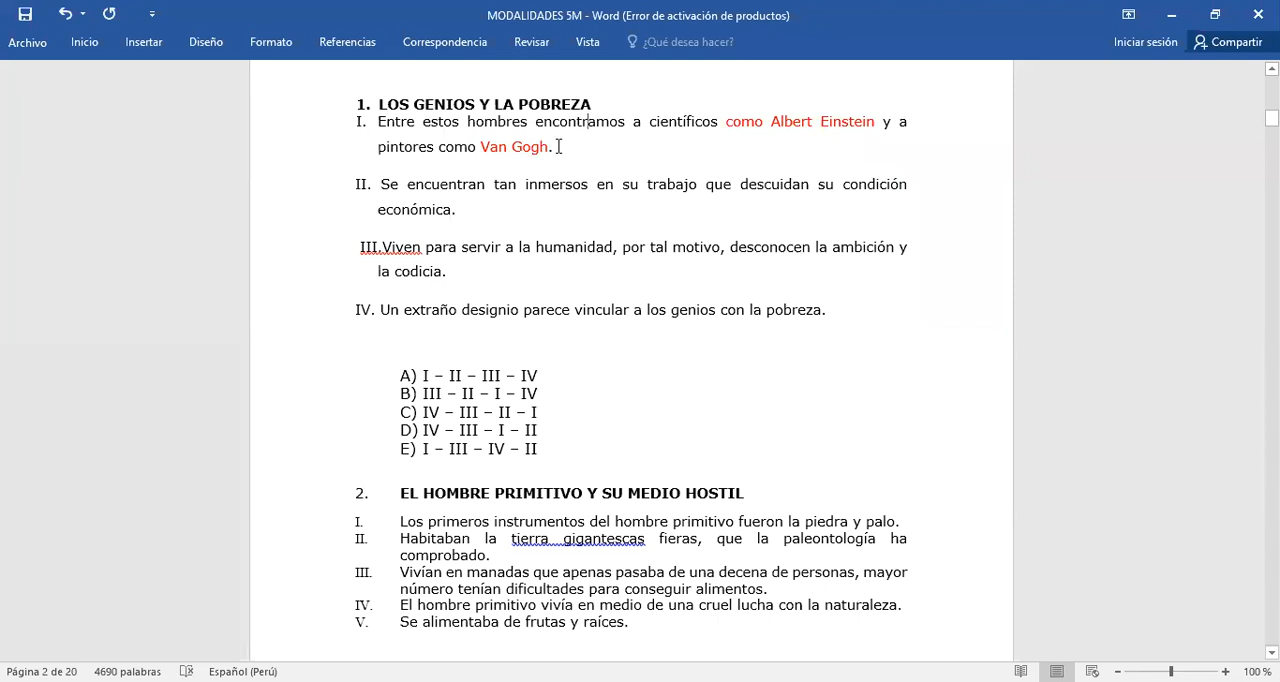 MODALIDADES 5M - Word (Error de activación de productos)
Archivo Inicio Insertar Diseño Formato Referencias Correspondencia Revisar Vista ¿Qué desea hacer? Iniciar sesión Compartir
1. LOS GENIOS Y LA POBREZA
I. Entre estos hombres encontramos a científicos como Albert Einstein y a
pintores como Van Gogh.
II. Se encuentran tan inmersos en su trabajo que descuidan su condición
económica.
III.Viven para servir a la humanidad, por tal motivo, desconocen la ambición y
la codicia.
IV. Un extraño designio parece vincular a los genios con la pobreza.
A) I – II – III – IV
B) III – II – I – IV
C) IV – III – II – I
D) IV – III – I – II
E) I – III – IV – II
2. EL HOMBRE PRIMITIVO Y SU MEDIO HOSTIL
I. Los primeros instrumentos del hombre primitivo fueron la piedra y palo.
II. Habitaban la tierra gigantescas fieras, que la paleontología ha
comprobado.
III. Vivían en manadas que apenas pasaba de una decena de personas, mayor
número tenían dificultades para conseguir alimentos.
IV. El hombre primitivo vivía en medio de una cruel lucha con la naturaleza.
V. Se alimentaba de frutas y raíces.
Página 2 de 20 4690 palabras Español (Perú) 100 %